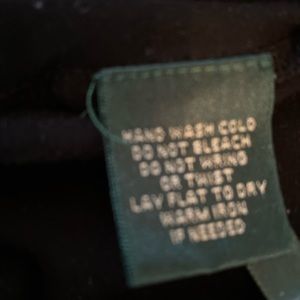 HAND WASH COLD
DO NOT BLEACH
DO NOT WRING
OR TWIST
LAY FLAT TO DRY
WARM IRON
IF NEEDED